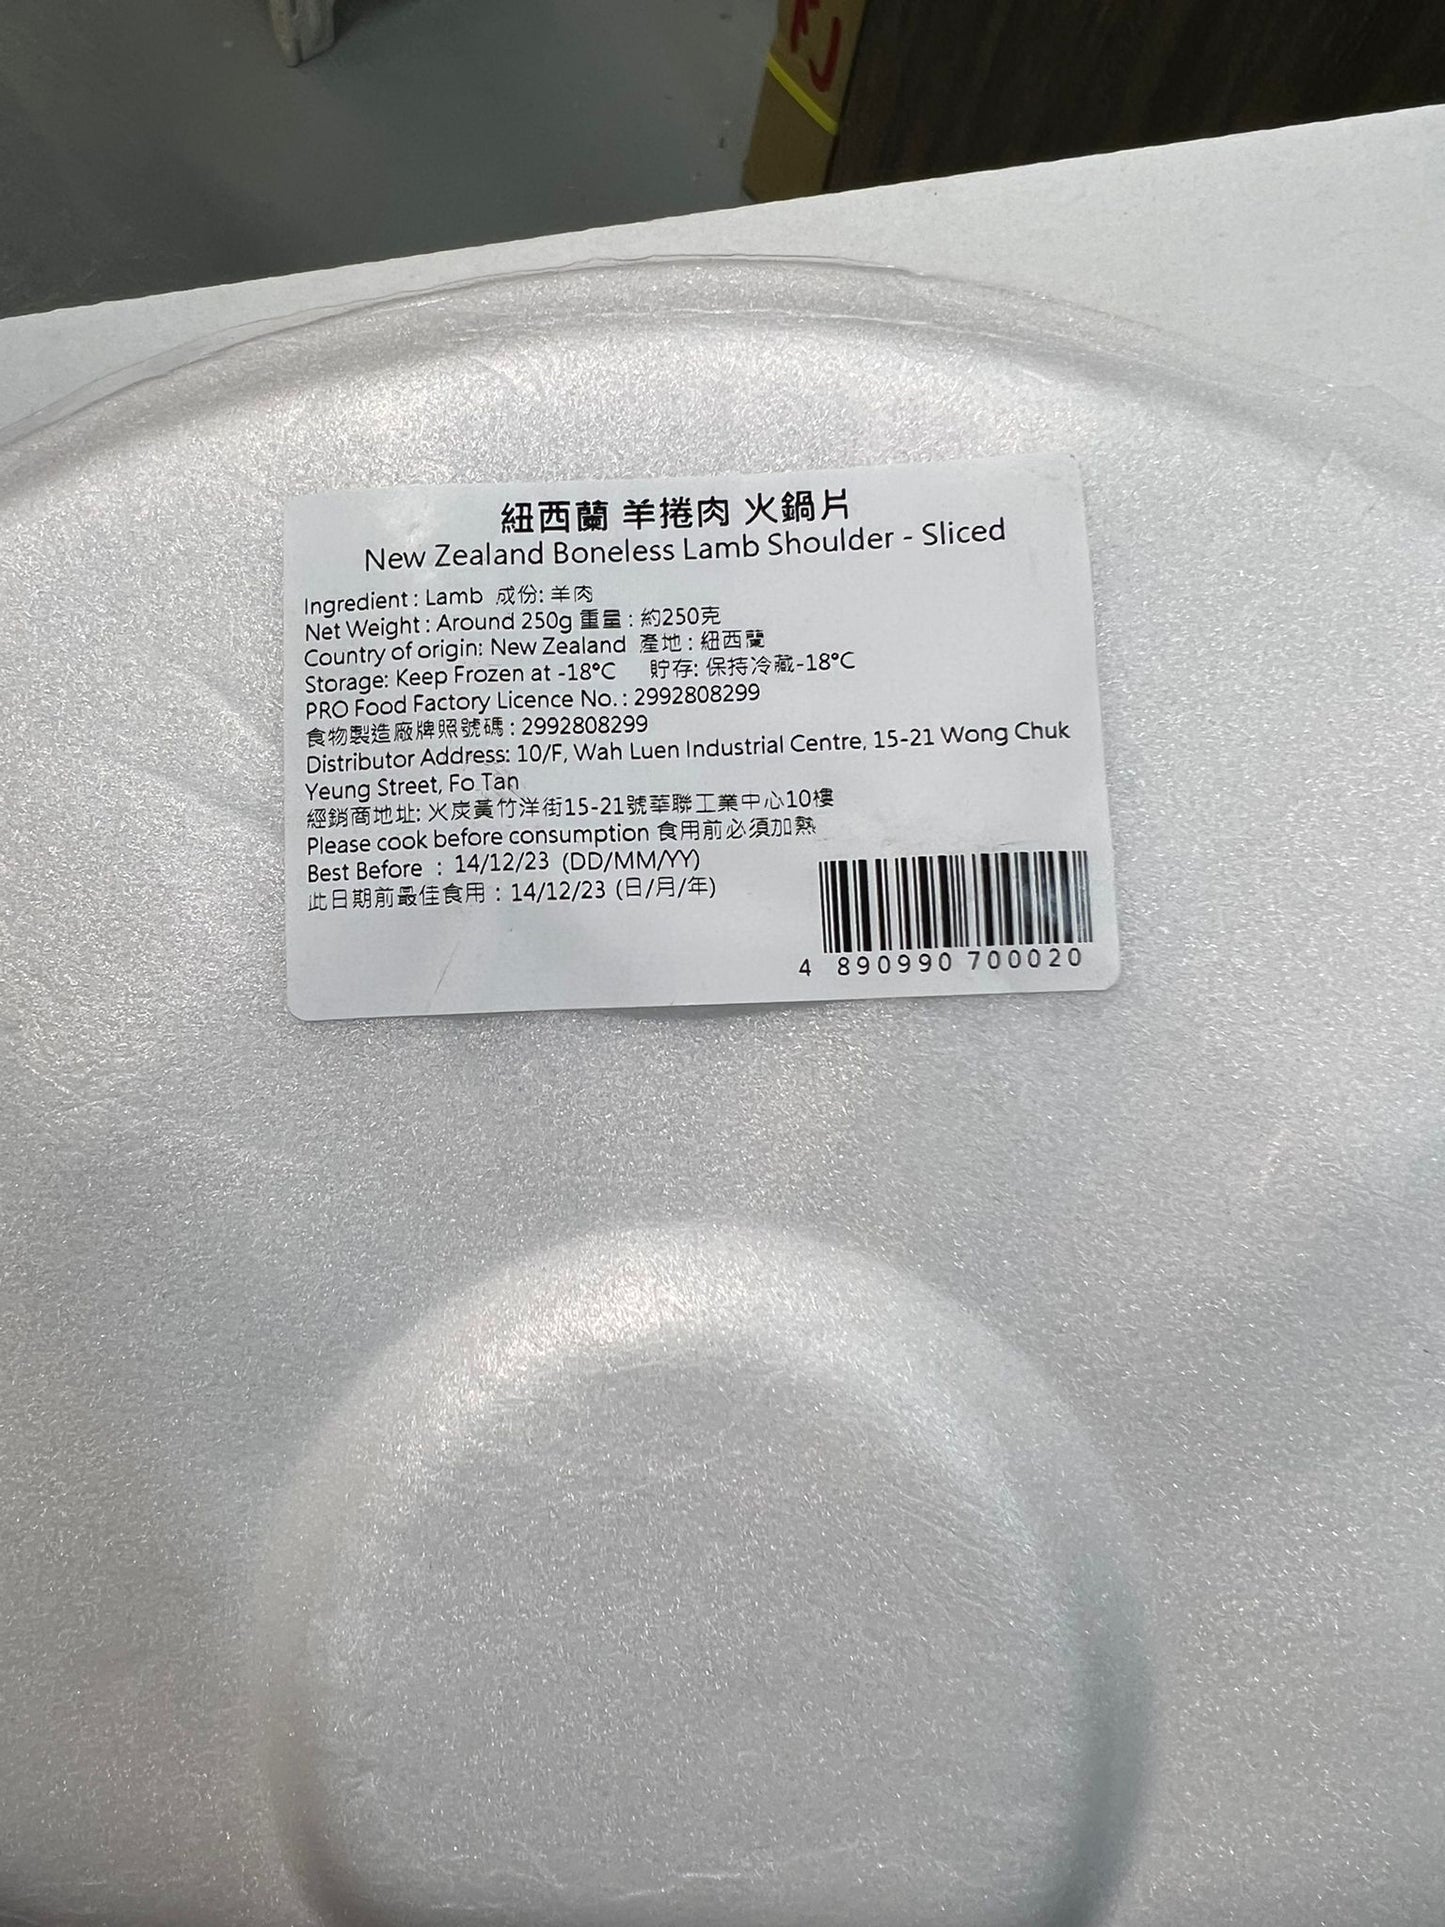 紐西蘭 羊捲肉 火鍋片
New Zealand Boneless Lamb Shoulder - Sliced
Ingredient : Lamb 成份: 羊肉
Net Weight : Around 250g 重量 : 約250克
Country of origin: New Zealand 產地 : 紐西蘭
Storage: Keep Frozen at -18°C 貯存: 保持冷藏-18°C
PRO Food Factory Licence No. : 2992808299
食物製造廠牌照號碼 : 2992808299
Distributor Address: 10/F, Wah Luen Industrial Centre, 15-21 Wong Chuk
Yeung Street, Fo Tan
經銷商地址: 火炭黃竹洋街15-21號華聯工業中心10樓
Please cook before consumption 食用前必須加熱
Best Before : 14/12/23 (DD/MM/YY)
此日期前最佳食用 : 14/12/23 (日/月/年)
4 890990 700020